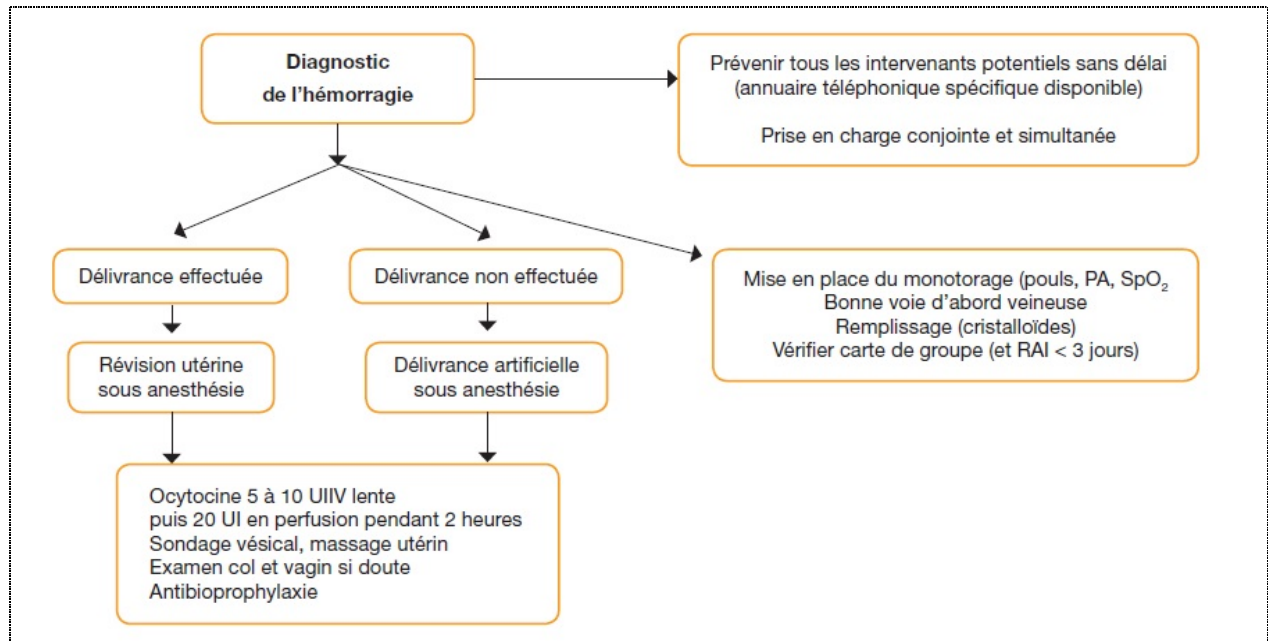 Diagnostic
de l'hémorragie
Prévenir tous les intervenants potentiels sans délai
(annuaire téléphonique spécifique disponible)
Prise en charge conjointe et simultanée
Délivrance effectuée
Délivrance non effectuée
Mise en place du monotorage (pouls, PA, SpO₂
Bonne voie d'abord veineuse
Remplissage (cristalloïdes)
Vérifier carte de groupe (et RAI < 3 jours)
Révision utérine
sous anesthésie
Délivrance artificielle
sous anesthésie
Ocytocine 5 à 10 UIIV lente
puis 20 UI en perfusion pendant 2 heures
Sondage vésical, massage utérin
Examen col et vagin si doute
Antibioprophylaxie